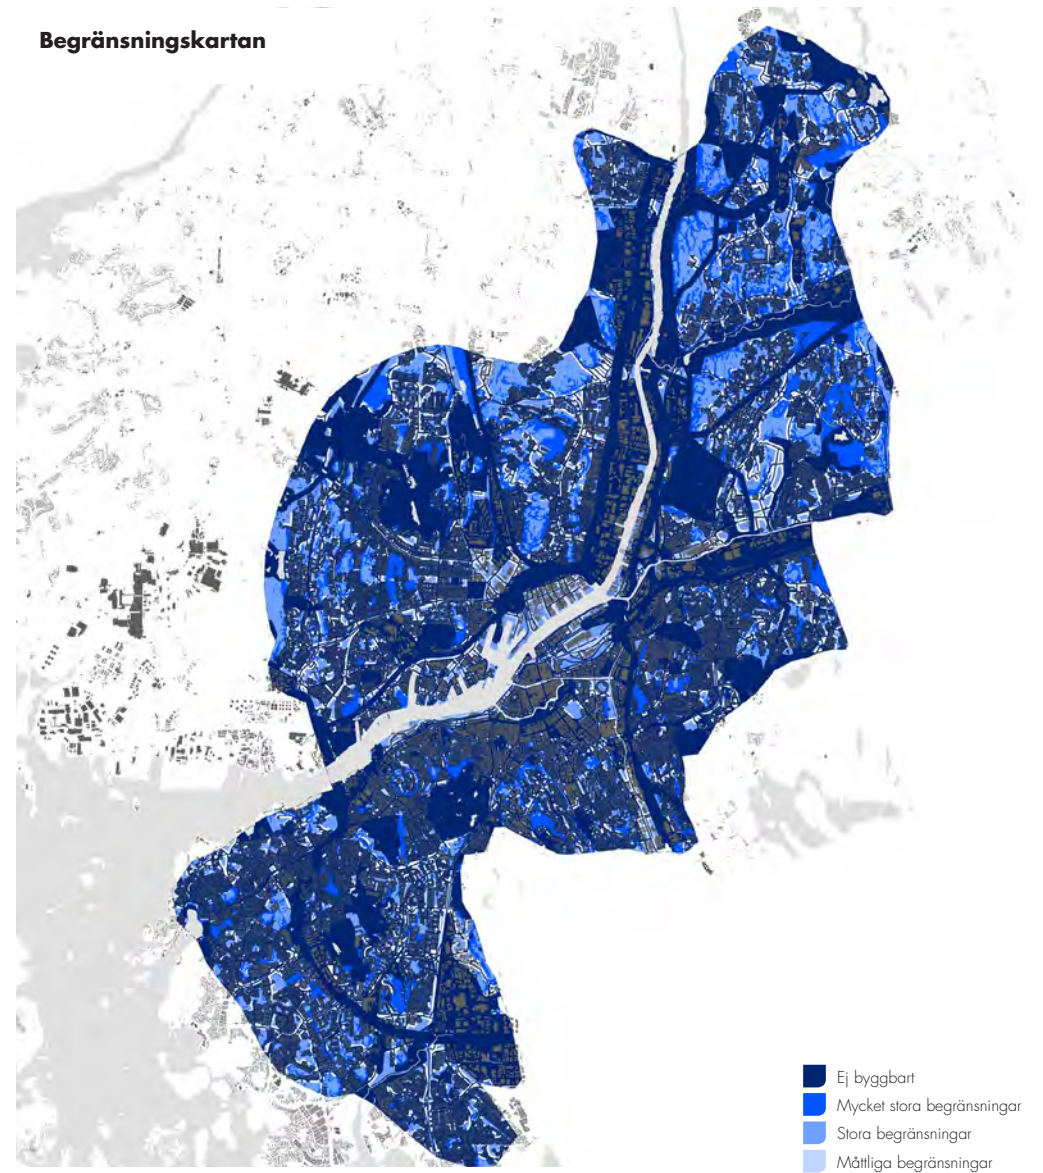 Begränsningskartan
Ej byggbart
Mycket stora begränsningar
Stora begränsningar
Måttliga begränsningar